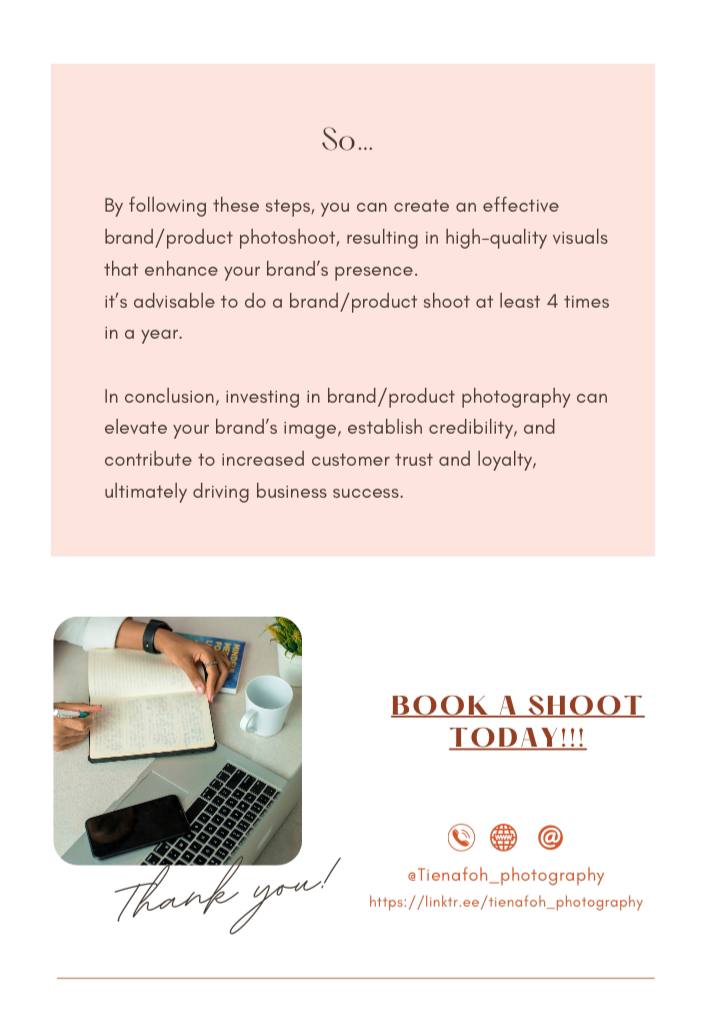 So...
By following these steps, you can create an effective
brand/product photoshoot, resulting in high-quality visuals
that enhance your brand's presence.
it's advisable to do a brand/product shoot at least 4 times
in a year.
In conclusion, investing in brand/product photography can
elevate your brand's image, establish credibility, and
contribute to increased customer trust and loyalty,
ultimately driving business success.
BOOK A SHOOT
TODAY!!!
@Tienafoh_photography
https://linktr.ee/tienafoh_photography
Thank you!